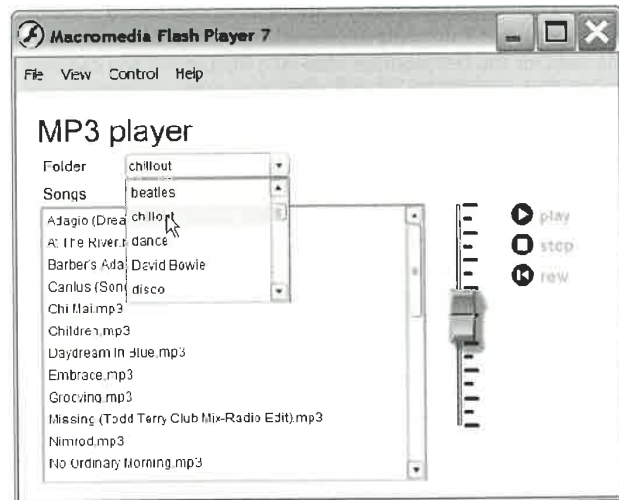 Macromedia Flash Player 7
File View Control Help
MP3 player
Folder chillout
Songs
beatles
chillout
dance
David Bowie
disco
Adagio (Drea
At The River.
Barber's Ada
Cantus (Son
Chi Mai.mp3
Children.mp3
Daydream In Blue.mp3
Embrace.mp3
Grooving.mp3
Missing (Todd Terry Club Mix-Radio Edit).mp3
Nimrod.mp3
No Ordinary Morning.mp3
play
stop
rew